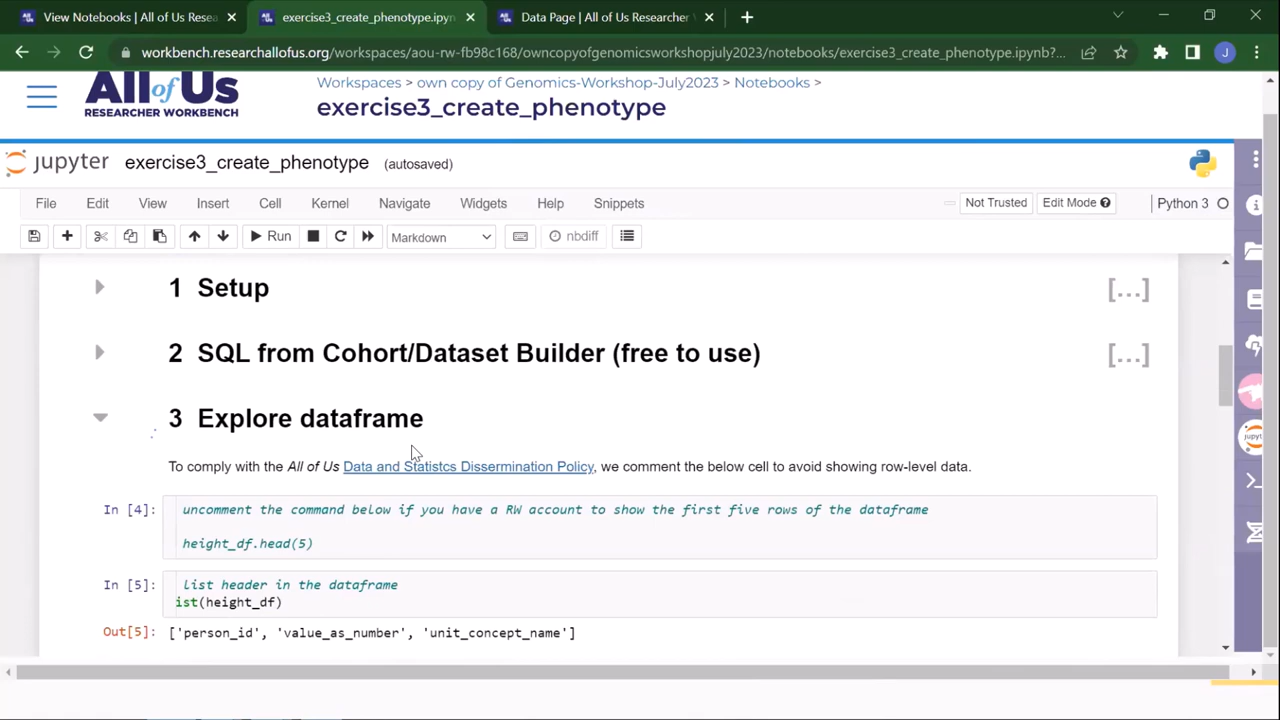 View Notebooks | All of Us Resea
exercise3_create_phenotype.ipyn
Data Page | All of Us Researcher
workbench.researchallofus.org/workspaces/aou-rw-fb98c168/owncopyofgenomicsworkshopjuly2023/notebooks/exercise3_create_phenotype.ipynb?...
J
All of Us
RESEARCHER WORKBENCH
Workspaces > own copy of Genomics-Workshop-July2023 > Notebooks >
exercise3_create_phenotype
jupyter exercise3_create_phenotype (autosaved)
File Edit View Insert Cell Kernel Navigate Widgets Help Snippets Not Trusted Edit Mode Python 3
Run Markdown nbdiff
1 Setup [...]
2 SQL from Cohort/Dataset Builder (free to use) [...]
3 Explore dataframe
To comply with the All of Us Data and Statistcs Dissermination Policy, we comment the below cell to avoid showing row-level data.
In [4]: uncomment the command below if you have a RW account to show the first five rows of the dataframe
height_df.head(5)
In [5]: list header in the dataframe
ist(height_df)
Out[5]: ['person_id', 'value_as_number', 'unit_concept_name']